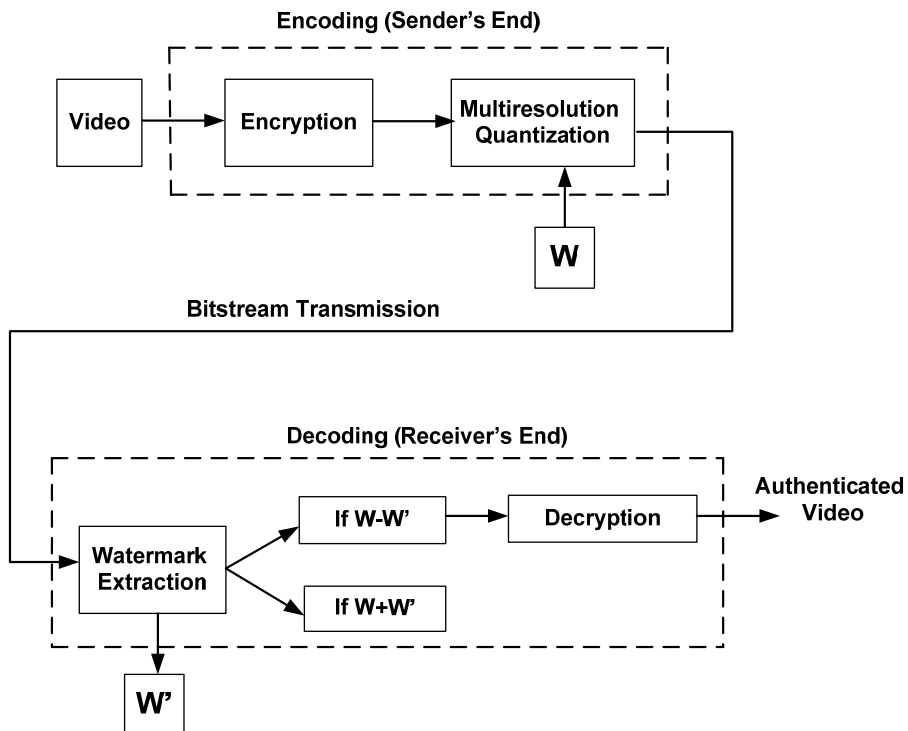 Encoding (Sender's End)
Video
Encryption
Multiresolution
Quantization
W
Bitstream Transmission
Decoding (Receiver's End)
Watermark
Extraction
If W-W'
If W+W'
Decryption
Authenticated
Video
W'